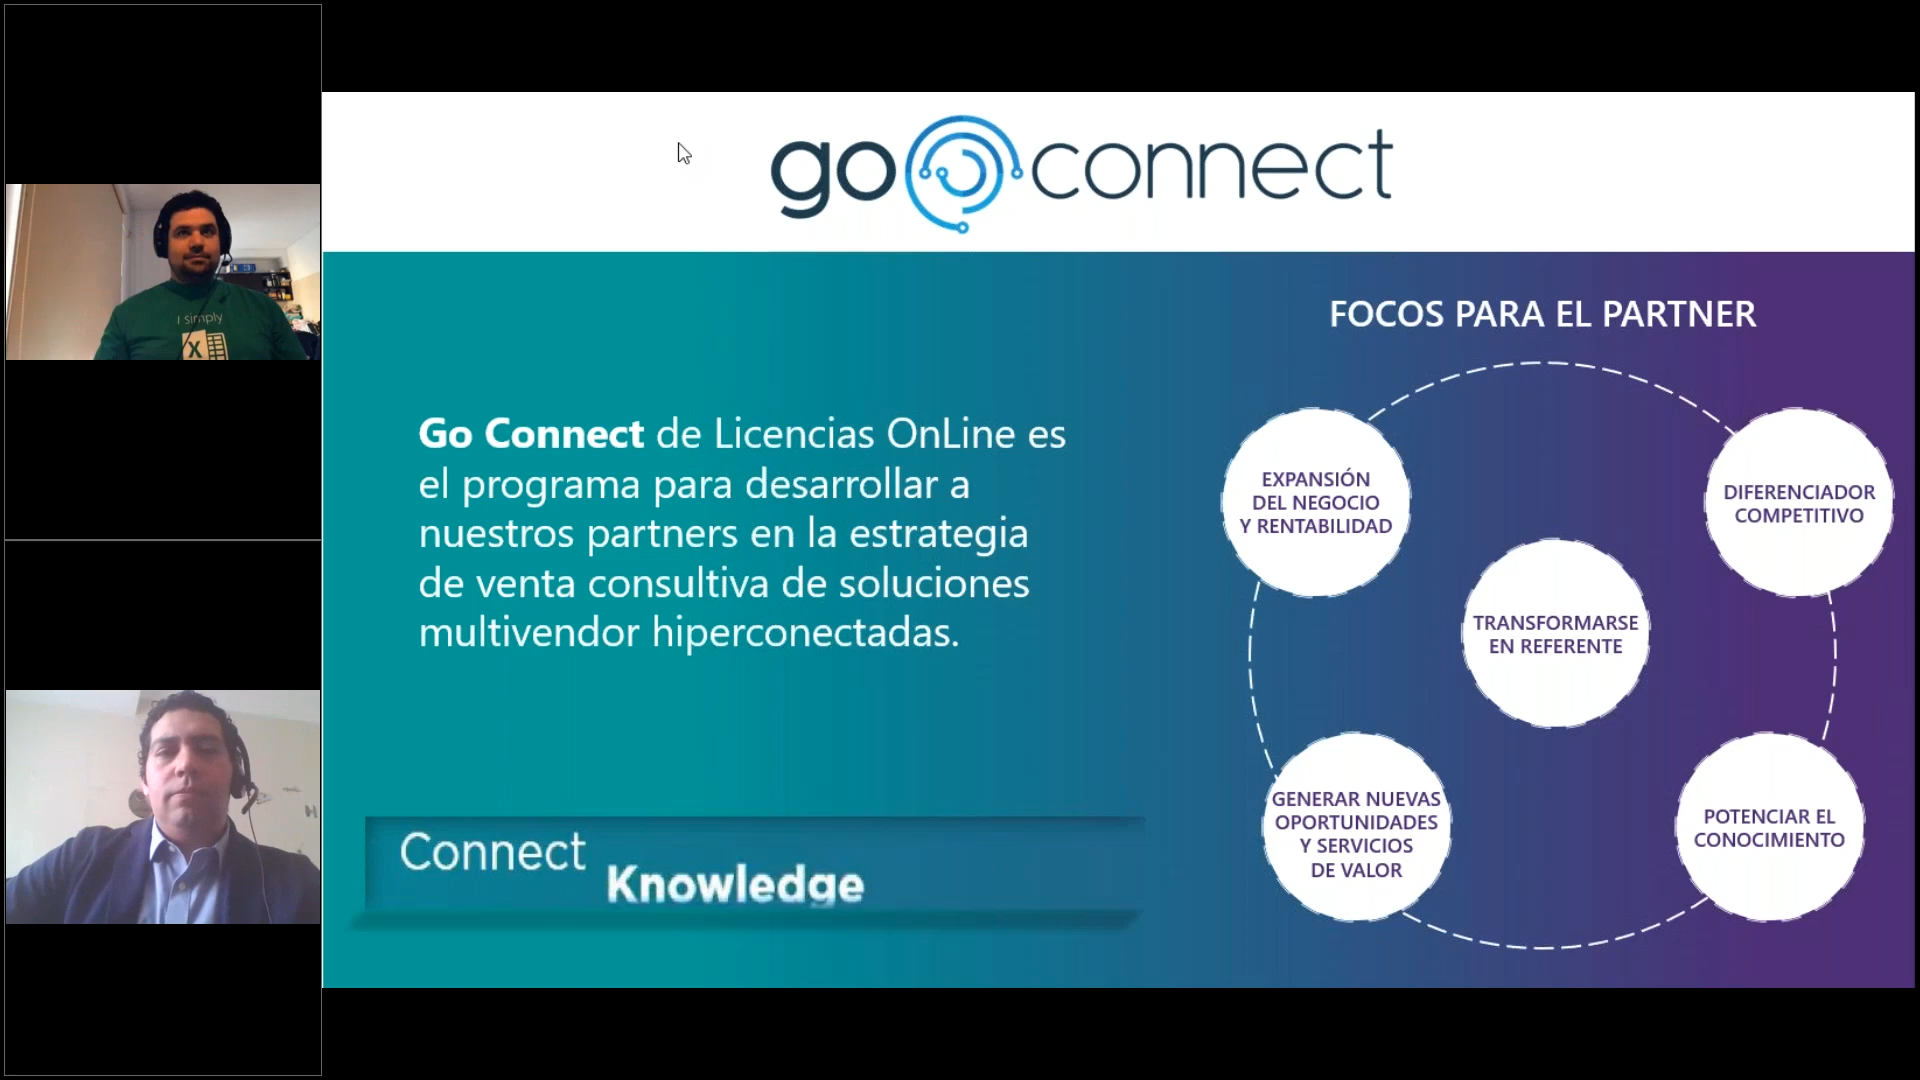 go connect
FOCOS PARA EL PARTNER
Go Connect de Licencias OnLine es
el programa para desarrollar a
nuestros partners en la estrategia
de venta consultiva de soluciones
multivendor hiperconectadas.
EXPANSIÓN
DEL NEGOCIO
Y RENTABILIDAD
DIFERENCIADOR
COMPETITIVO
TRANSFORMARSE
EN REFERENTE
GENERAR NUEVAS
OPORTUNIDADES
Y SERVICIOS
DE VALOR
POTENCIAR EL
CONOCIMIENTO
Connect
Knowledge
I simply
X